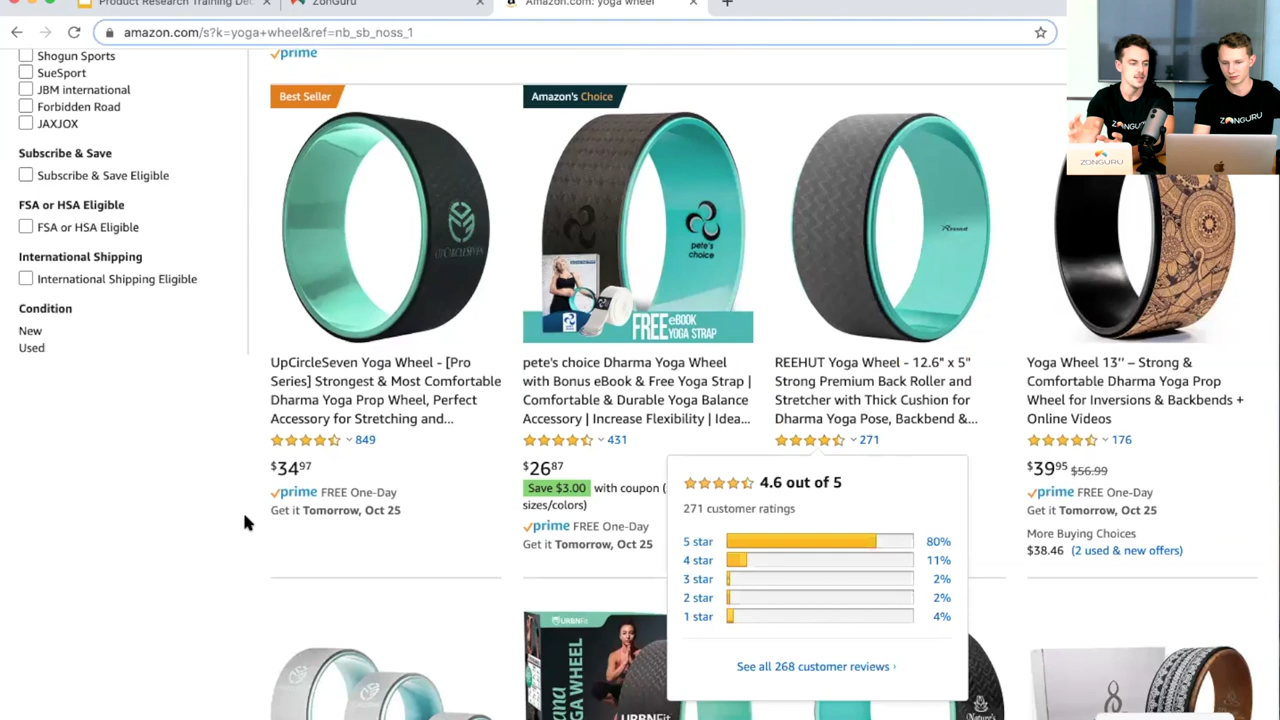 Product Research Training De
ZonGuru
Amazon.com: yoga wheel
amazon.com/s?k=yoga+wheel&ref=nb_sb_noss_1
Shogun Sports
SueSport
JBM international
Forbidden Road
JAXJOX
Subscribe & Save
Subscribe & Save Eligible
FSA or HSA Eligible
FSA or HSA Eligible
International Shipping
International Shipping Eligible
Condition
New
Used
prime
Best Seller
UPCIRCLESEVEN
UpCircleSeven Yoga Wheel - [Pro
Series] Strongest & Most Comfortable
Dharma Yoga Prop Wheel, Perfect
Accessory for Stretching and...
849
$34.97
prime FREE One-Day
Get it Tomorrow, Oct 25
Amazon's Choice
pete's
choice
FREE eBOOK
YOGA STRAP
pete's choice Dharma Yoga Wheel
with Bonus eBook & Free Yoga Strap |
Comfortable & Durable Yoga Balance
Accessory | Increase Flexibility | Idea...
431
$26.87
Save $3.00 with coupon (
sizes/colors)
prime FREE One-Day
Get it Tomorrow, Oct 25
Reehut
REEHUT Yoga Wheel - 12.6" x 5"
Strong Premium Back Roller and
Stretcher with Thick Cushion for
Dharma Yoga Pose, Backbend &...
271
4.6 out of 5
271 customer ratings
5 star 80%
4 star 11%
3 star 2%
2 star 2%
1 star 4%
See all 268 customer reviews ›
Yoga Wheel 13'' – Strong &
Comfortable Dharma Yoga Prop
Wheel for Inversions & Backbends +
Online Videos
176
$39.95 $56.99
prime FREE One-Day
Get it Tomorrow, Oct 25
More Buying Choices
$38.46 (2 used & new offers)
URBNFit
URBNFit
ZONGURU
ZONGURU
ZONGURU